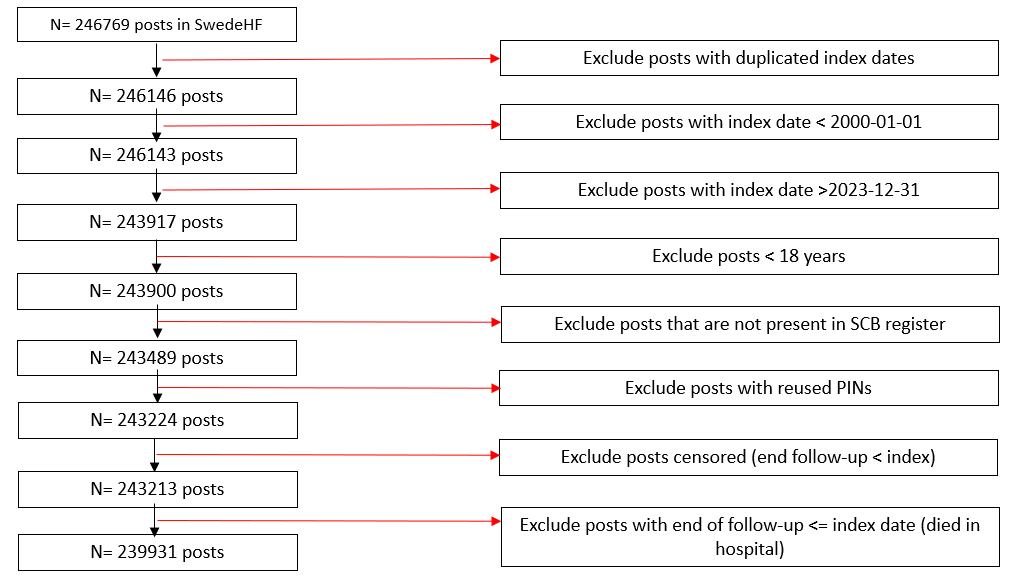 N= 246769 posts in SwedeHF
Exclude posts with duplicated index dates
N= 246146 posts
Exclude posts with index date < 2000-01-01
N= 246143 posts
Exclude posts with index date >2023-12-31
N= 243917 posts
Exclude posts < 18 years
N= 243900 posts
Exclude posts that are not present in SCB register
N= 243489 posts
Exclude posts with reused PINs
N= 243224 posts
Exclude posts censored (end follow-up < index)
N= 243213 posts
Exclude posts with end of follow-up <= index date (died in
hospital)
N= 239931 posts